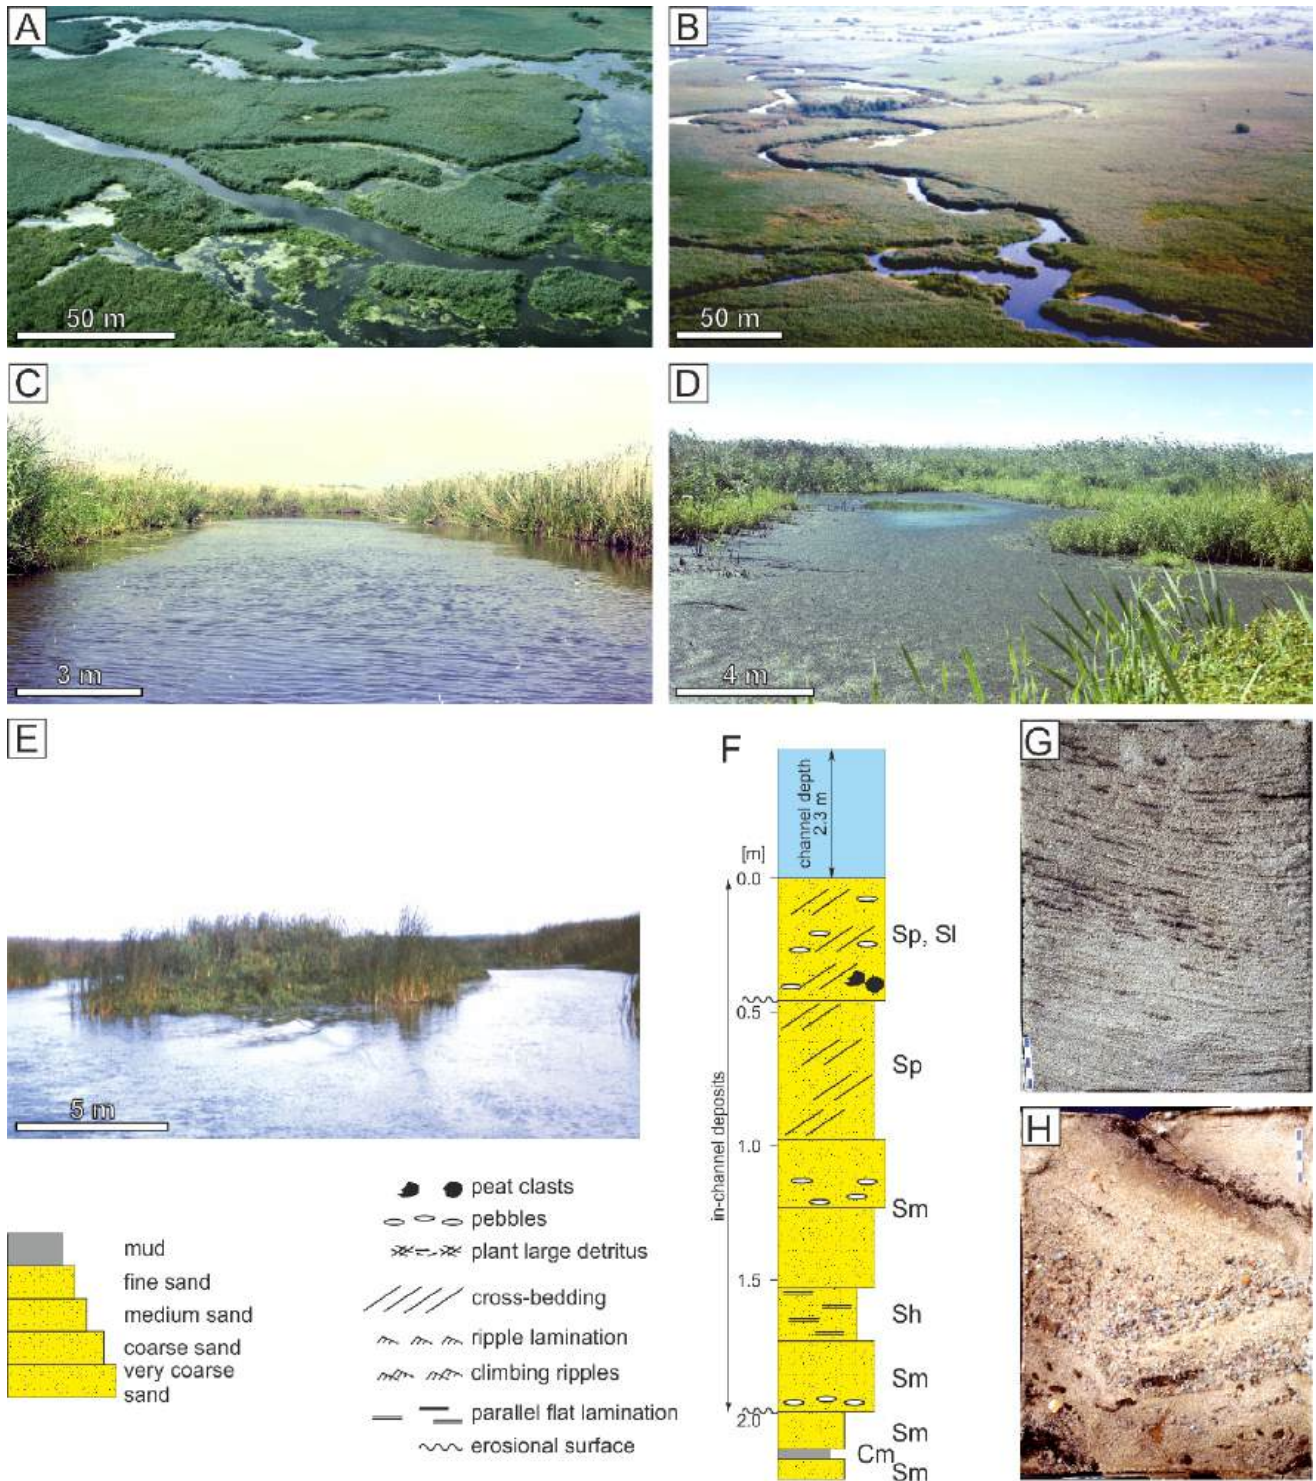 A
B
50 m
50 m
C
D
3 m
4 m
E
5 m
F
channel depth
2.3 m
[m]
0.0
0.5
1.0
1.5
2.0
in-channel deposits
Sp, Sl
Sp
Sm
Sh
Sm
Sm
Cm
Sm
G
H
mud
fine sand
medium sand
coarse sand
very coarse
sand
peat clasts
pebbles
plant large detritus
cross-bedding
ripple lamination
climbing ripples
parallel flat lamination
erosional surface